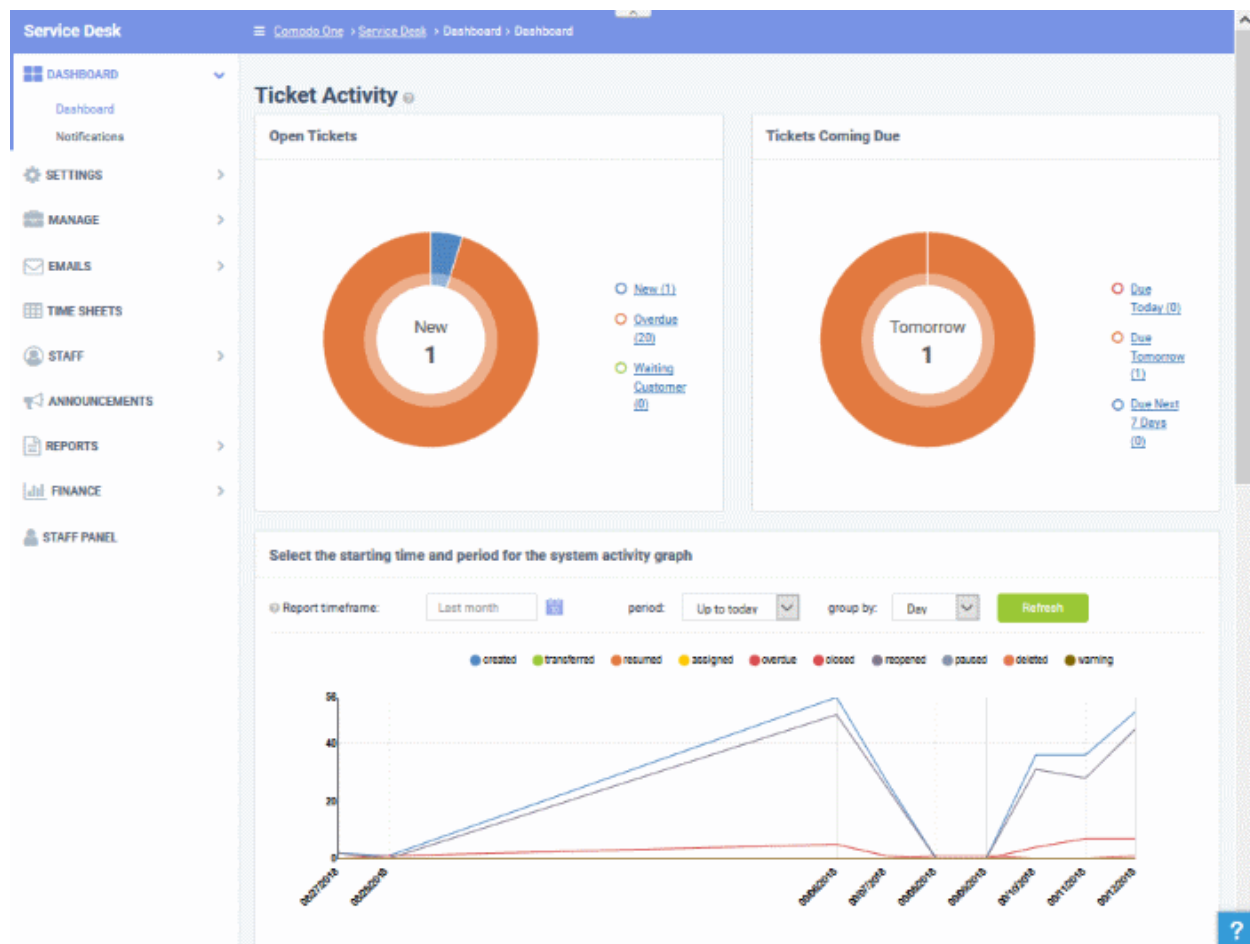 Service Desk
Comodo One > Service Desk > Dashboard > Dashboard
DASHBOARD
Dashboard
Notifications
SETTINGS
MANAGE
EMAILS
TIME SHEETS
STAFF
ANNOUNCEMENTS
REPORTS
FINANCE
STAFF PANEL
Ticket Activity
Open Tickets
New
1
New (1)
Overdue
(20)
Waiting
Customer
(0)
Tickets Coming Due
Tomorrow
1
Due
Today (0)
Due
Tomorrow
(1)
Due Next
7 Days
(0)
Select the starting time and period for the system activity graph
Report timeframe: Last month period: Up to today group by: Day Refresh
created transferred resumed assigned overdue closed reopened paused deleted warning
56
40
20
0
?